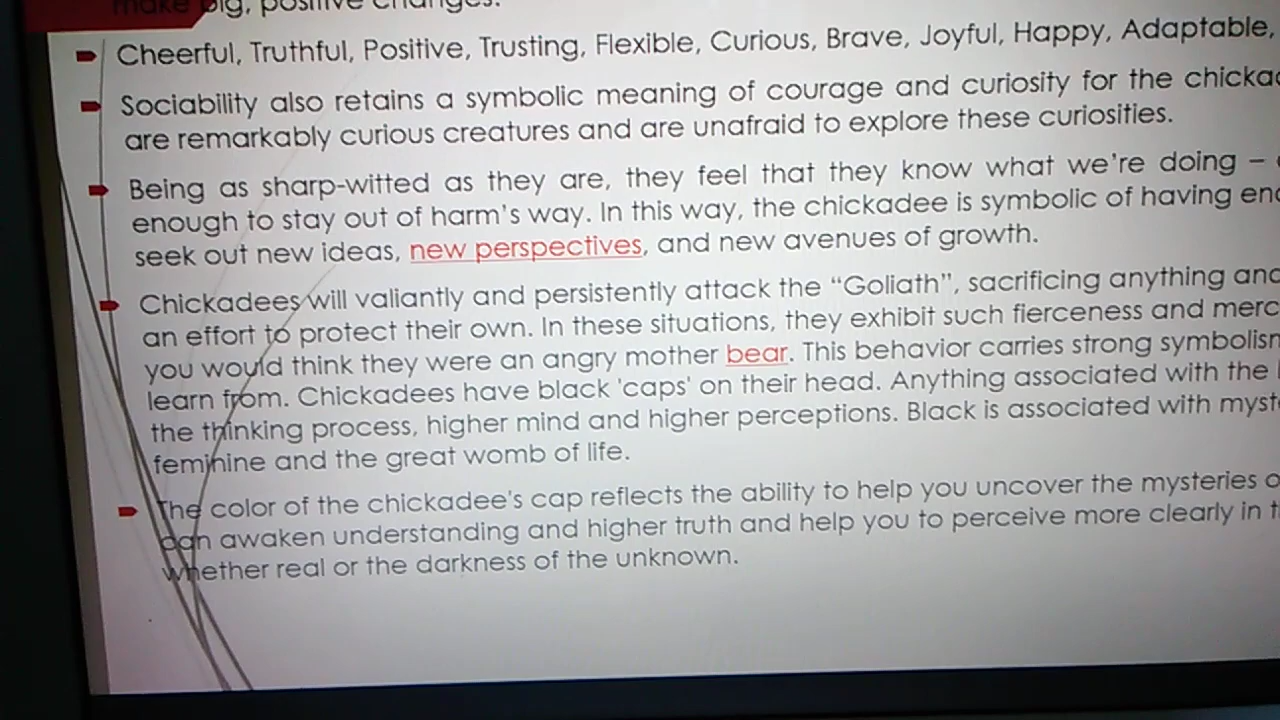 make big, positive changes.
Cheerful, Truthful, Positive, Trusting, Flexible, Curious, Brave, Joyful, Happy, Adaptable,
Sociability also retains a symbolic meaning of courage and curiosity for the
are remarkably curious creatures and are unafraid to explore these curiosities.
Being as sharp-witted as they are, they feel that they know what we're doing –
enough to stay out of harm's way. In this way, the chickadee is symbolic of having
seek out new ideas, new perspectives, and new avenues of growth.
Chickadees will valiantly and persistently attack the “Goliath”, sacrificing anything
an effort to protect their own. In these situations, they exhibit such fierceness and
you would think they were an angry mother bear. This behavior carries strong
learn from. Chickadees have black 'caps' on their head. Anything associated with the
the thinking process, higher mind and higher perceptions. Black is associated with
feminine and the great womb of life.
The color of the chickadee's cap reflects the ability to help you uncover the mysteries
can awaken understanding and higher truth and help you to perceive more clearly in
whether real or the darkness of the unknown.